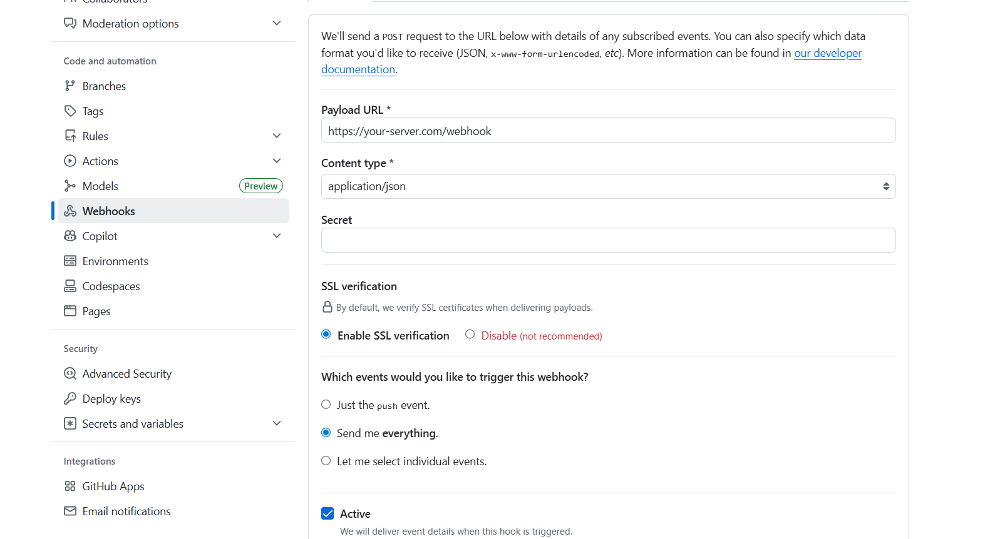 Collaborators
Moderation options
Code and automation
Branches
Tags
Rules
Actions
Models Preview
Webhooks
Copilot
Environments
Codespaces
Pages
Security
Advanced Security
Deploy keys
Secrets and variables
Integrations
GitHub Apps
Email notifications
We'll send a POST request to the URL below with details of any subscribed events. You can also specify which data
format you'd like to receive (JSON, x-www-form-urlencoded, etc). More information can be found in our developer
documentation.
Payload URL *
https://your-server.com/webhook
Content type *
application/json
Secret
SSL verification
By default, we verify SSL certificates when delivering payloads.
Enable SSL verification Disable (not recommended)
Which events would you like to trigger this webhook?
Just the push event.
Send me everything.
Let me select individual events.
Active
We will deliver event details when this hook is triggered.